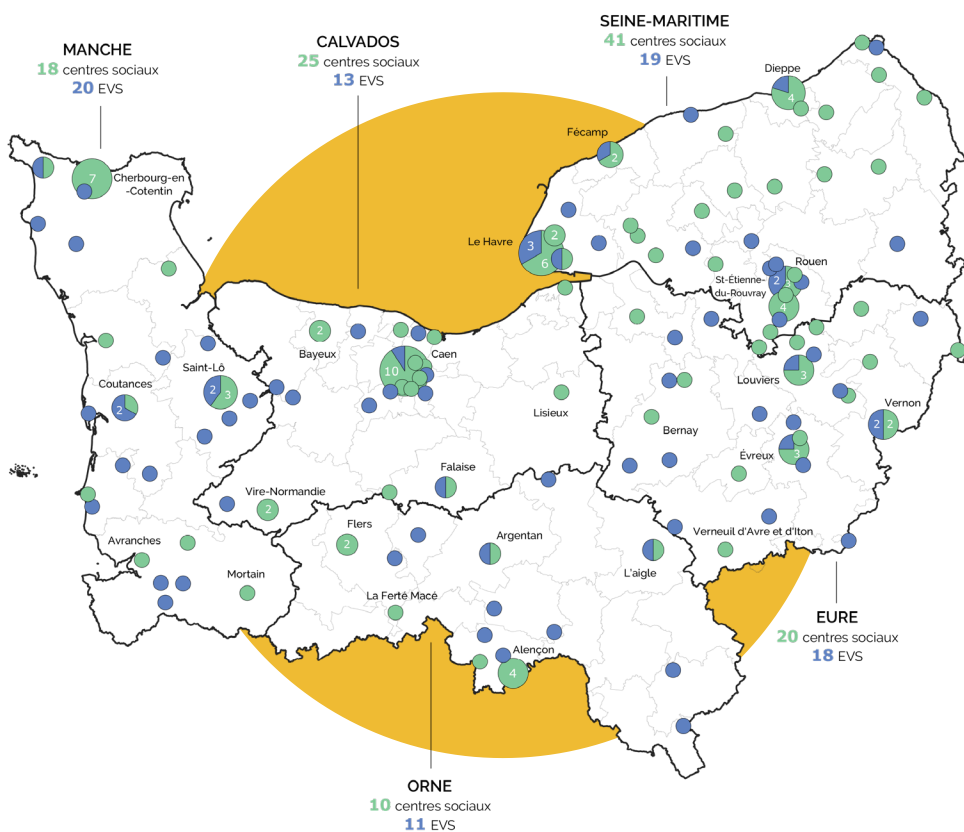 SEINE-MARITIME
41 centres sociaux
19 EVS
CALVADOS
25 centres sociaux
13 EVS
MANCHE
18 centres sociaux
20 EVS
Dieppe
4
Fécamp
2
7
Cherbourg-en
-Cotentin
Le Havre
3
2
6
Rouen
St-Étienne-
du-Rouvray
2
3
4
Bayeux
2
Caen
10
Saint-Lô
2
3
Coutances
2
Lisieux
Louviers
3
Bernay
Vernon
2
2
Évreux
3
Falaise
Vire-Normandie
2
Flers
2
Argentan
L'aigle
Verneuil d'Avre et d'Iton
Avranches
Mortain
La Ferté Macé
Alençon
4
EURE
20 centres sociaux
18 EVS
ORNE
10 centres sociaux
11 EVS